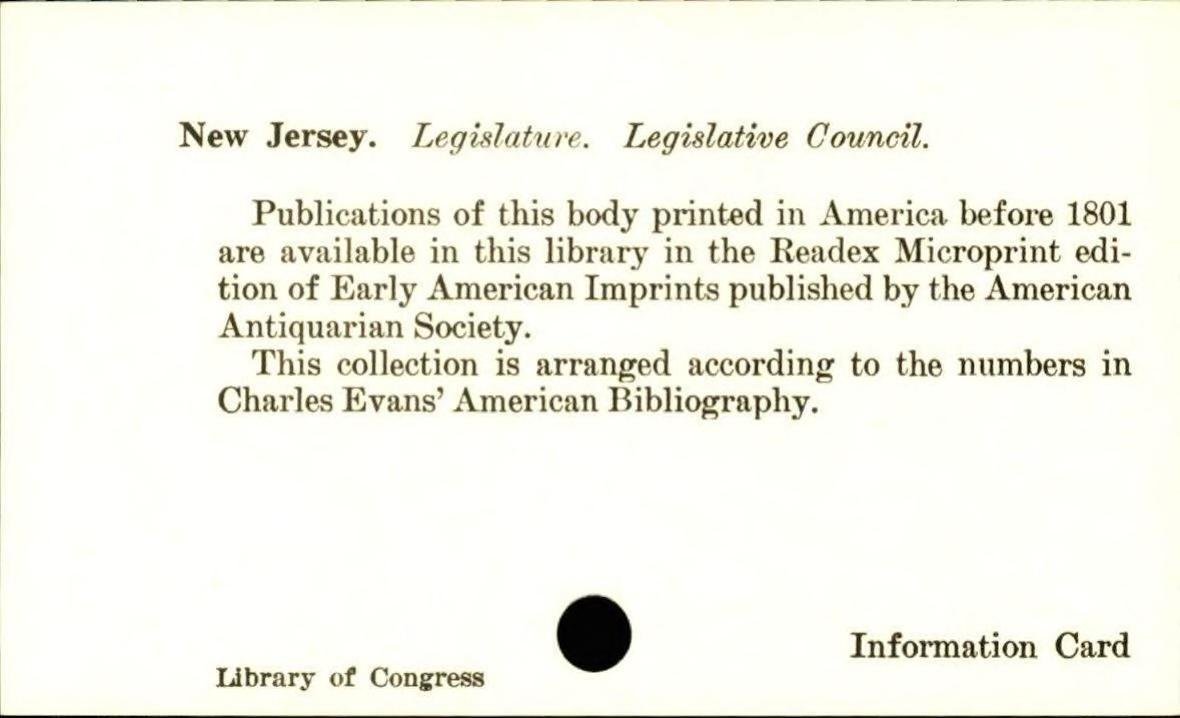 New Jersey. Legislature. Legislative Council.
Publications of this body printed in America before 1801
are available in this library in the Readex Microprint edi-
tion of Early American Imprints published by the American
Antiquarian Society.
This collection is arranged according to the numbers in
Charles Evans' American Bibliography.
Information Card
Library of Congress